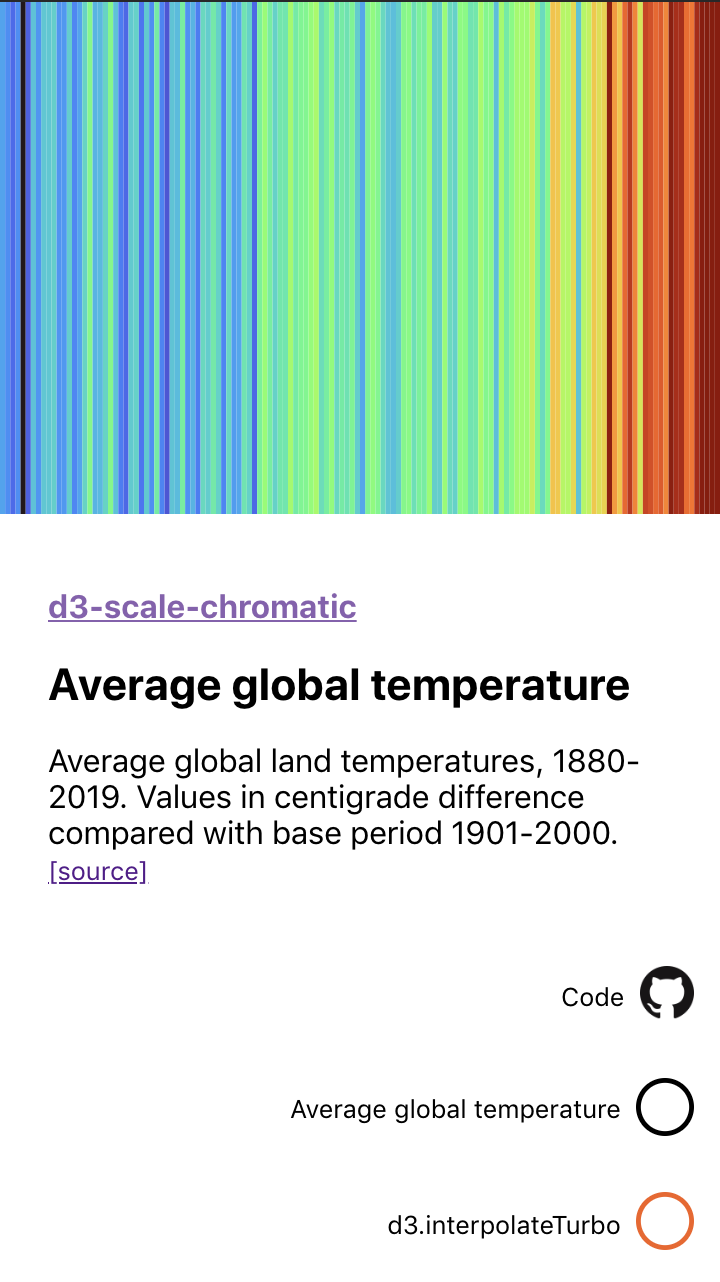 d3-scale-chromatic
Average global temperature
Average global land temperatures, 1880-
2019. Values in centigrade difference
compared with base period 1901-2000.
[source]
Code
Average global temperature
d3.interpolateTurbo